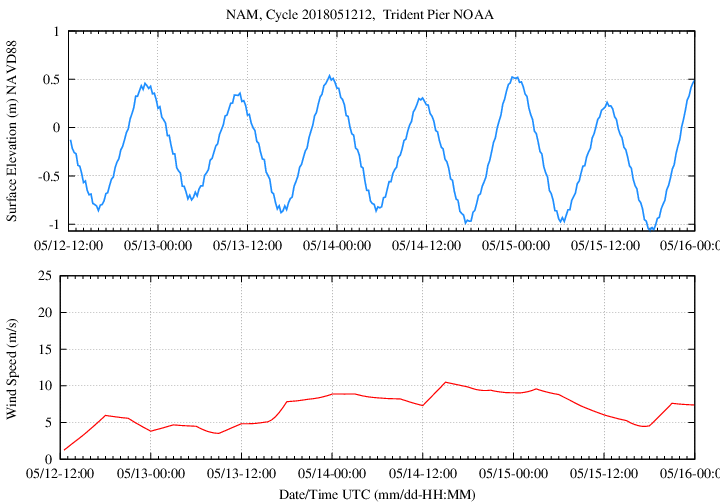 NAM, Cycle 2018051212, Trident Pier NOAA
Surface Elevation (m) NAVD88
1
0.5
0
-0.5
-1
05/12-12:00 05/13-00:00 05/13-12:00 05/14-00:00 05/14-12:00 05/15-00:00 05/15-12:00 05/16-00:0
Wind Speed (m/s)
25
20
15
10
5
0
05/12-12:00 05/13-00:00 05/13-12:00 05/14-00:00 05/14-12:00 05/15-00:00 05/15-12:00 05/16-00:0
Date/Time UTC (mm/dd-HH:MM)